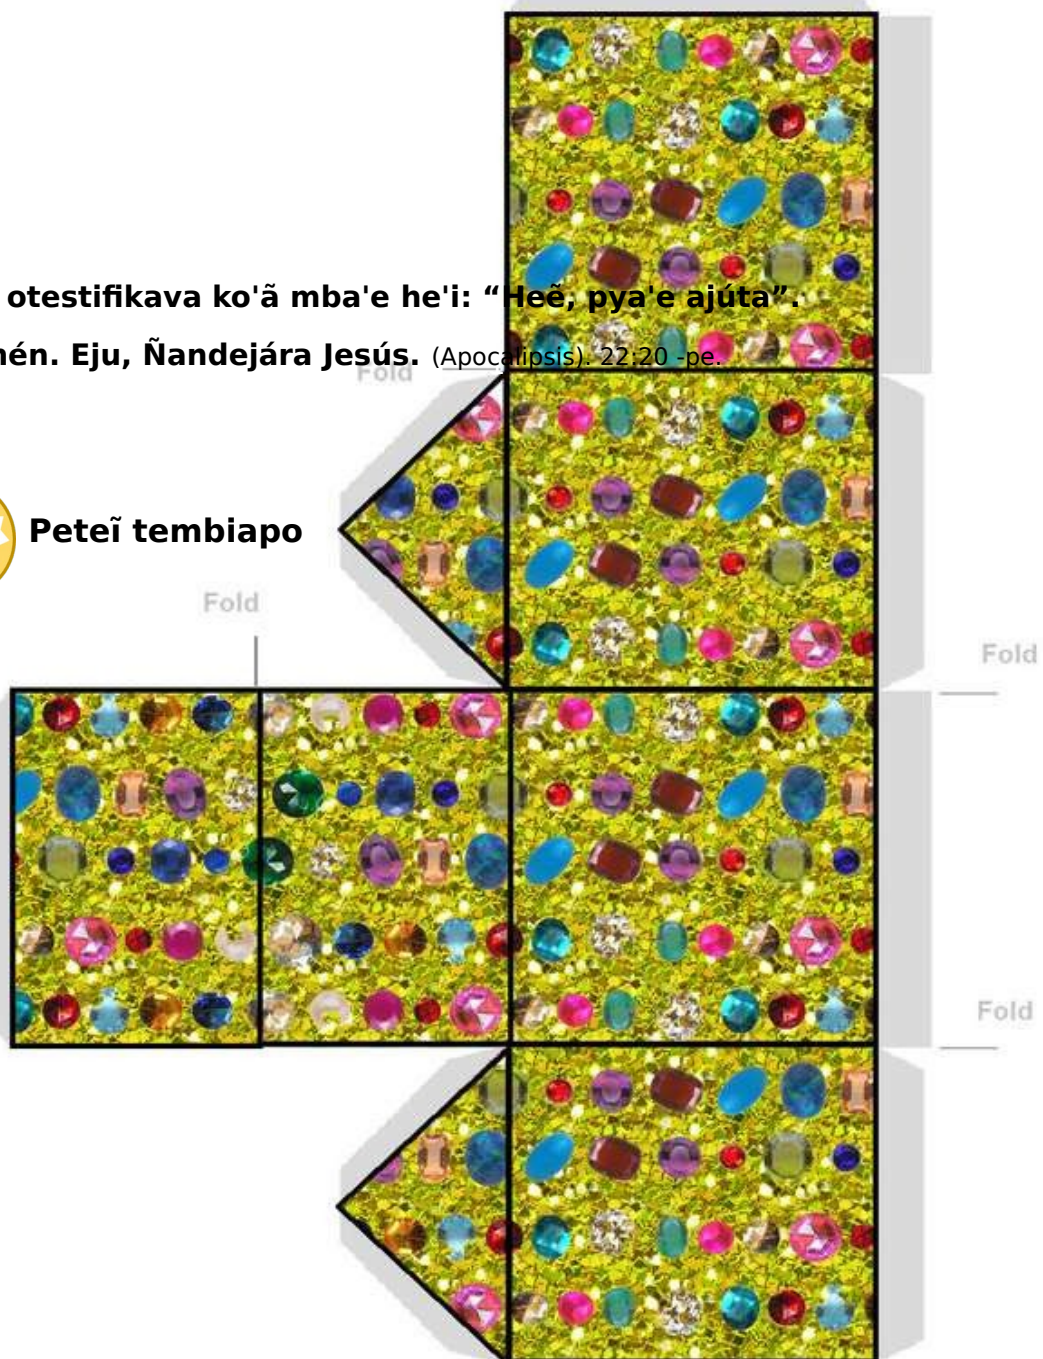 otestifikava ko'ã mba'e he'i: “Heẽ, pya'e ajúta”.
Eju, Ñandejára Jesús. (Apocalipsis). 22:20 -pe.
Fold
Peteĩ tembiapo
Fold
Fold
Fold